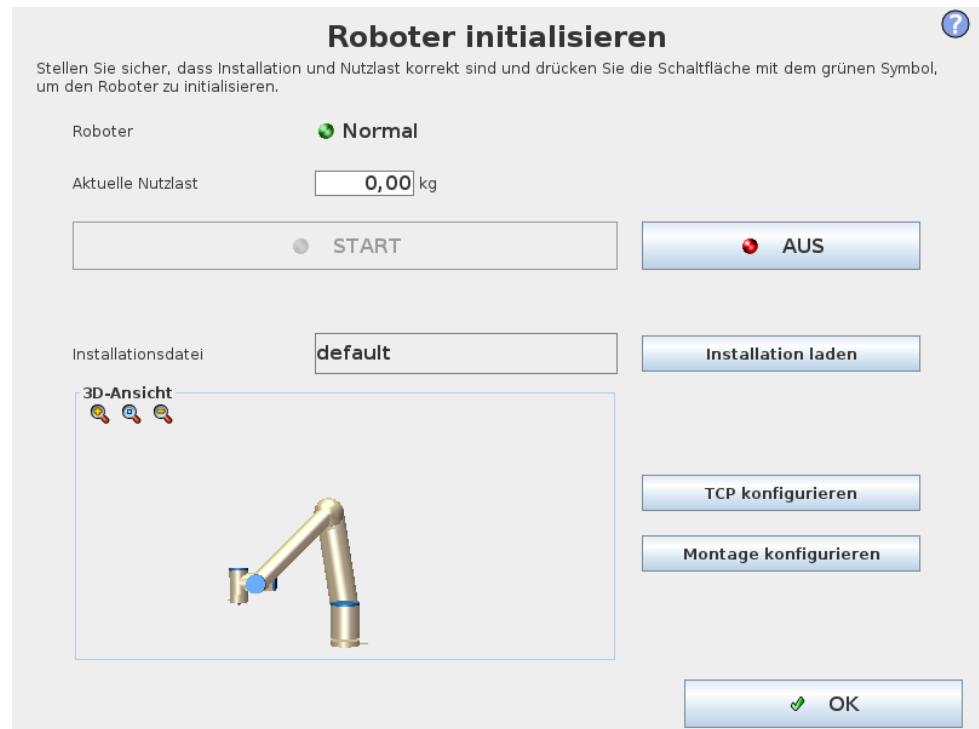 Roboter initialisieren
?
Stellen Sie sicher, dass Installation und Nutzlast korrekt sind und drücken Sie die Schaltfläche mit dem grünen Symbol,
um den Roboter zu initialisieren.
Roboter Normal
Aktuelle Nutzlast 0,00 kg
START AUS
Installationsdatei default Installation laden
3D-Ansicht
TCP konfigurieren
Montage konfigurieren
OK